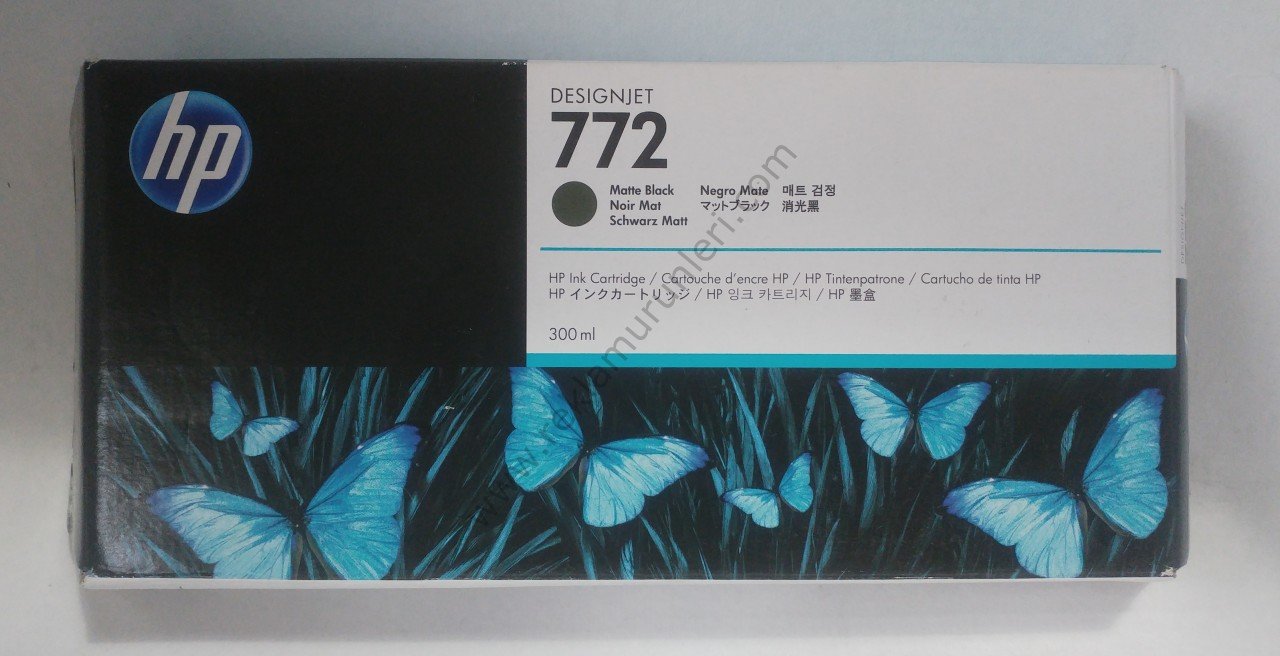 hp
DESIGNJET
772
Matte Black Negro Mate 매트 검정
Noir Mat マットブラック 消光黑
Schwarz Matt
HP Ink Cartridge / Cartouche d'encre HP / HP Tintenpatrone / Cartucho de tinta HP
HP インクカートリッジ / HP 잉크 카트리지 / HP 墨盒
300 ml
www.reklamurunleri.com